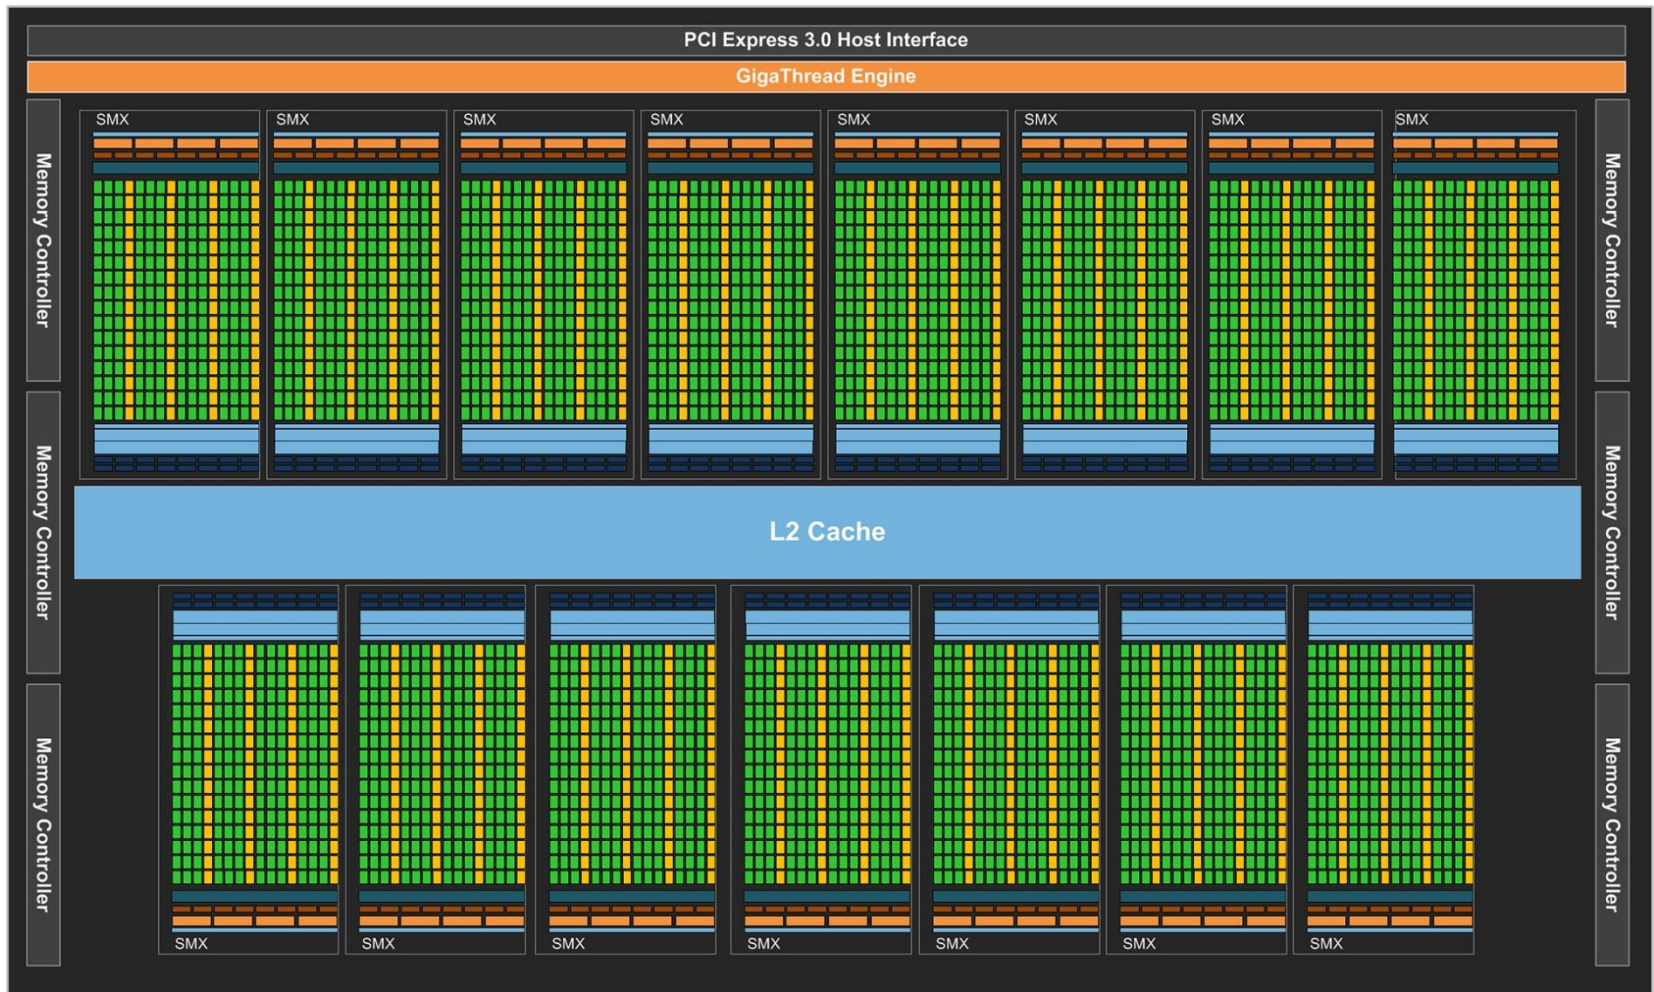 PCI Express 3.0 Host Interface
GigaThread Engine
SMX
SMX
SMX
SMX
SMX
SMX
SMX
SMX
Memory Controller
Memory Controller
Memory Controller
Memory Controller
L2 Cache
Memory Controller
Memory Controller
SMX
SMX
SMX
SMX
SMX
SMX
SMX